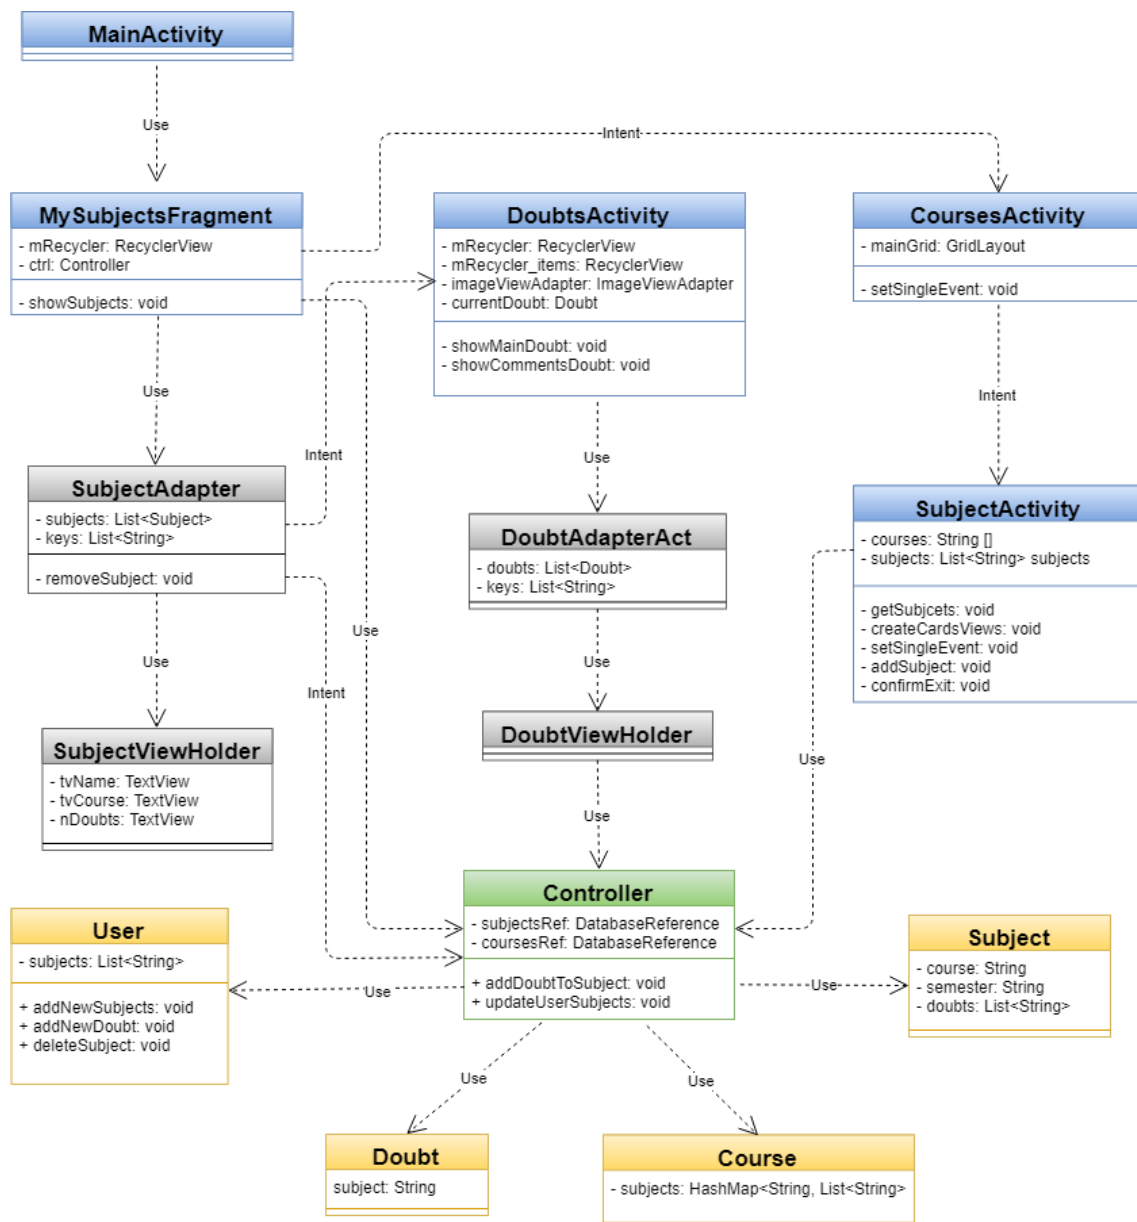 MainActivity
Use
Intent
MySubjectsFragment
- mRecycler: RecyclerView
- ctrl: Controller
- showSubjects: void
DoubtsActivity
- mRecycler: RecyclerView
- mRecycler_items: RecyclerView
- imageViewAdapter: ImageViewAdapter
- currentDoubt: Doubt
- showMainDoubt: void
- showCommentsDoubt: void
CoursesActivity
- mainGrid: GridLayout
- setSingleEvent: void
Use
Intent
Use
Intent
SubjectAdapter
- subjects: List<Subject>
- keys: List<String>
- removeSubject: void
DoubtAdapterAct
- doubts: List<Doubt>
- keys: List<String>
SubjectActivity
- courses: String []
- subjects: List<String> subjects
- getSubjcets: void
- createCardsViews: void
- setSingleEvent: void
- addSubject: void
- confirmExit: void
Use
Intent
Use
Use
Use
SubjectViewHolder
- tvName: TextView
- tvCourse: TextView
- nDoubts: TextView
DoubtViewHolder
Use
Controller
- subjectsRef: DatabaseReference
- coursesRef: DatabaseReference
+ addDoubtToSubject: void
+ updateUserSubjects: void
User
- subjects: List<String>
+ addNewSubjects: void
+ addNewDoubt: void
+ deleteSubject: void
Use
Use
Subject
- course: String
- semester: String
- doubts: List<String>
Use
Use
Doubt
subject: String
Course
- subjects: HashMap<String, List<String>